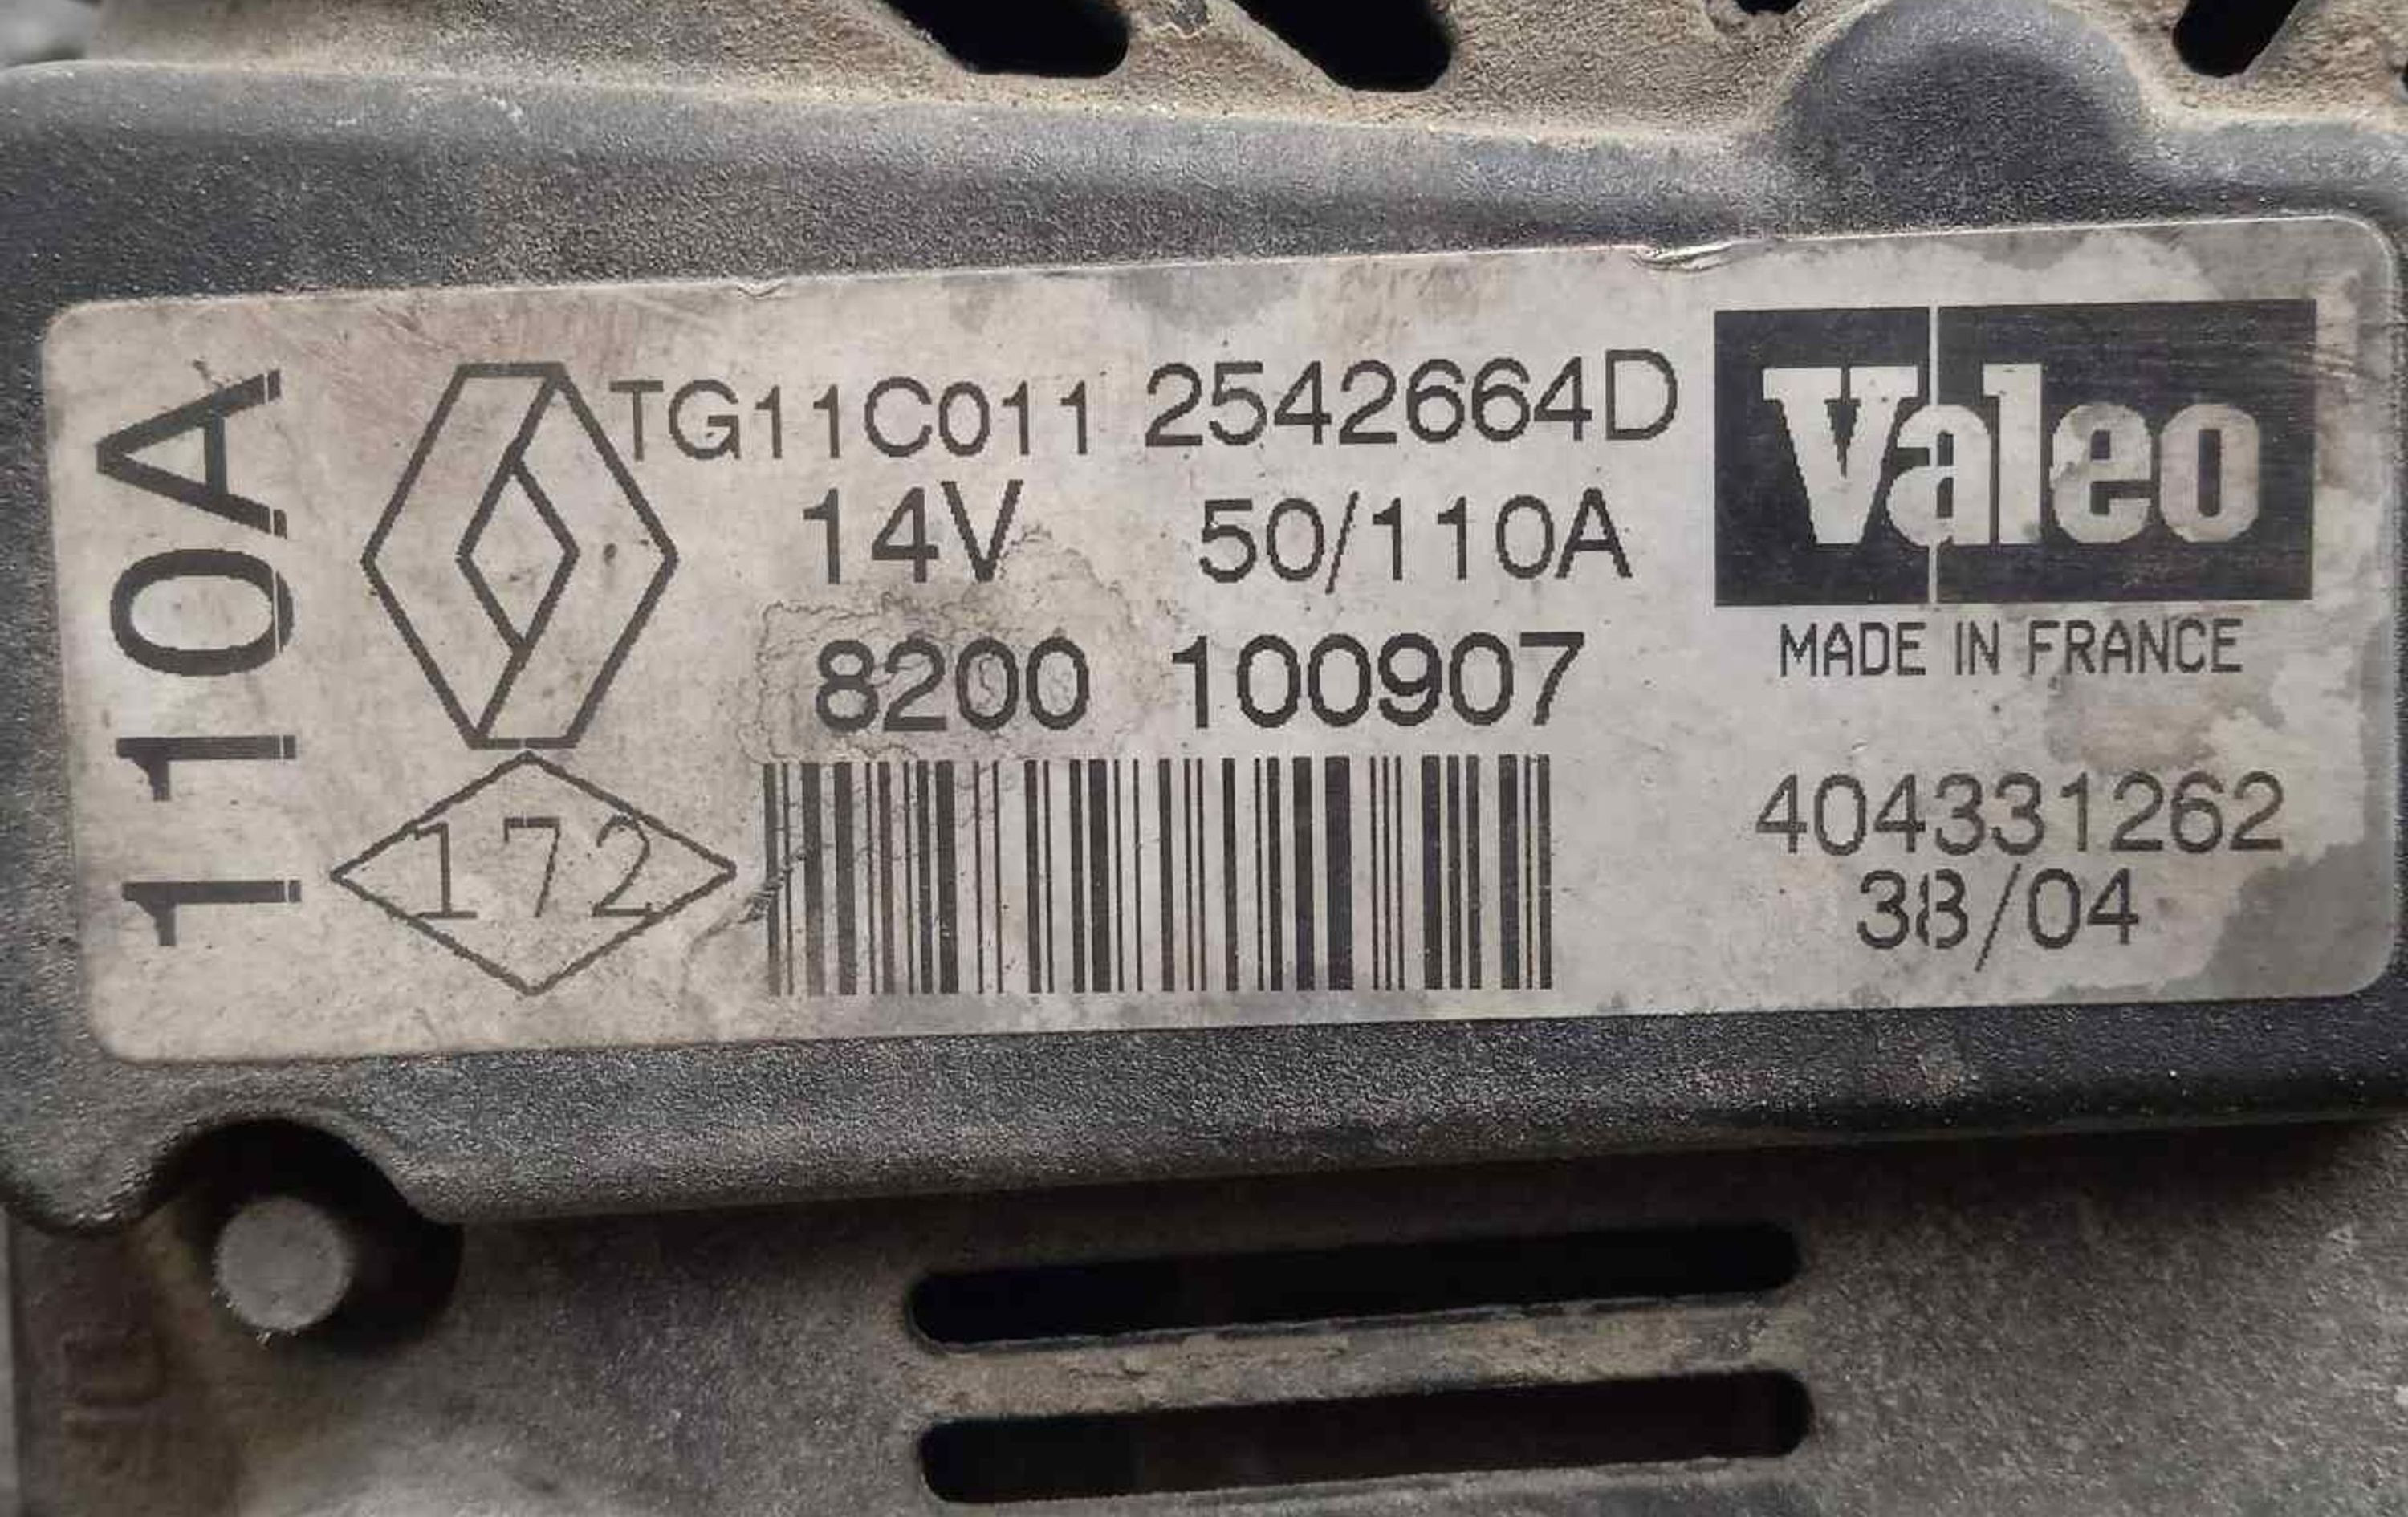 110A
TG11C011 2542664D
14V 50/110A
8200 100907
172
Valeo
MADE IN FRANCE
404331262
38/04